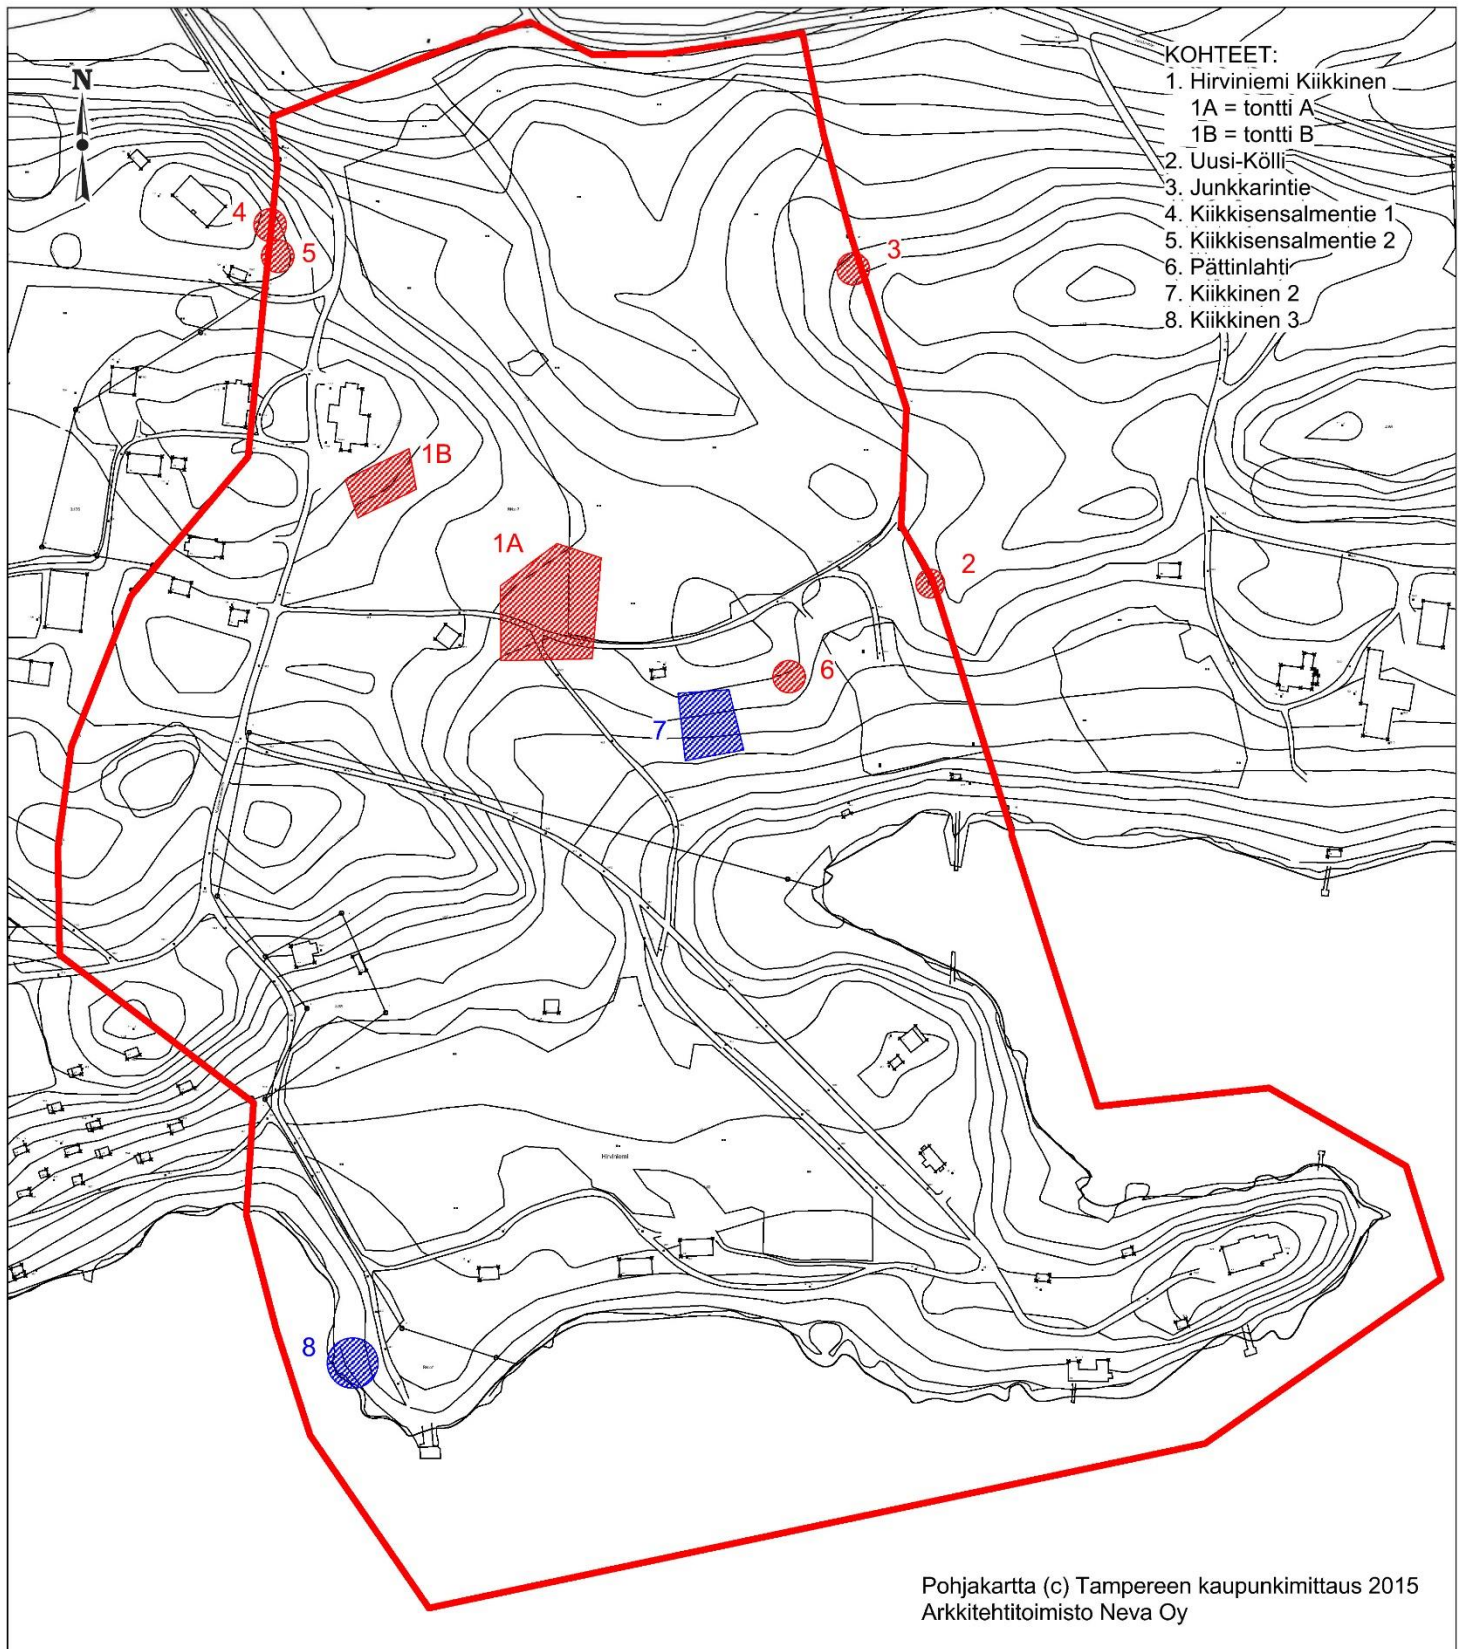 N
KOHTEET:
1. Hirviniemi Kiikkinen
1A = tontti A
1B = tontti B
2. Uusi-Kölli
3. Junkkarintie
4. Kiikkisensalmentie 1
5. Kiikkisensalmentie 2
6. Pättinlahti
7. Kiikkinen 2
8. Kiikkinen 3
4
5
3
1B
1A
2
6
7
Hirviniemi
8
Pohjakartta (c) Tampereen kaupunkimittaus 2015
Arkkitehtitoimisto Neva Oy